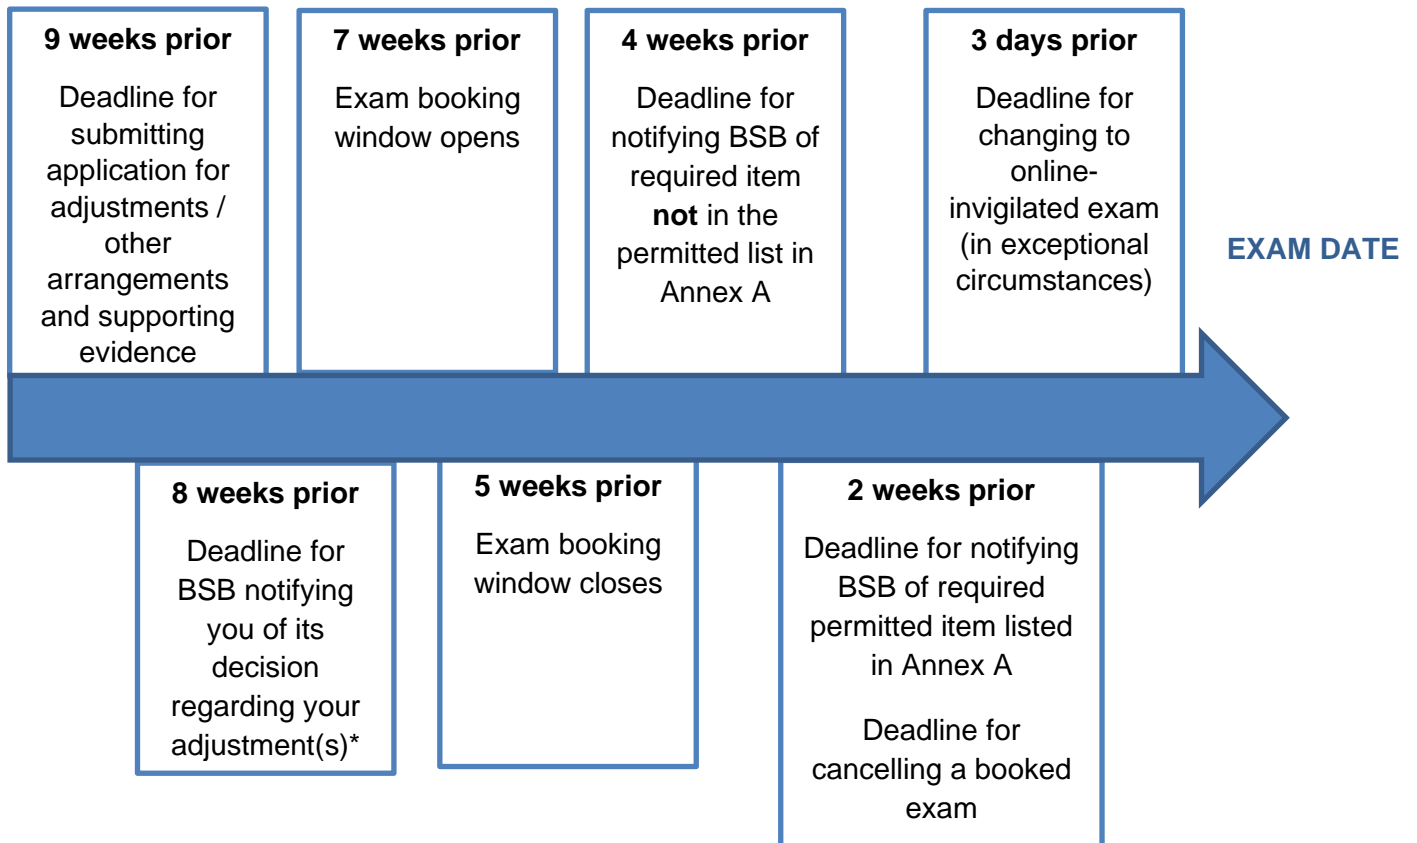 9 weeks prior
Deadline for
submitting
application for
adjustments /
other
arrangements
and supporting
evidence
7 weeks prior
Exam booking
window opens
4 weeks prior
Deadline for
notifying BSB of
required item
not in the
permitted list in
Annex A
3 days prior
Deadline for
changing to
online-
invigilated exam
(in exceptional
circumstances)
EXAM DATE
8 weeks prior
Deadline for
BSB notifying
you of its
decision
regarding your
adjustment(s)*
5 weeks prior
Exam booking
window closes
2 weeks prior
Deadline for notifying
BSB of required
permitted item listed
in Annex A
Deadline for
cancelling a booked
exam